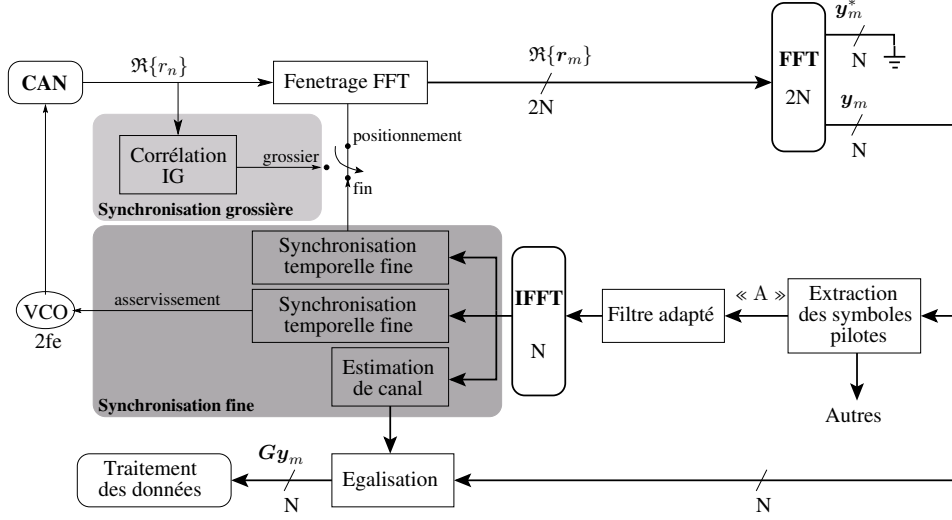 CAN
ℜ{r_n}
Fenetrage FFT
ℜ{r_m}
2N
FFT
2N
y_m^*
N
y_m
N
positionnement
Corrélation
IG
grossier
fin
Synchronisation grossière
Synchronisation
temporelle fine
asservissement
Synchronisation
temporelle fine
VCO
2fe
Estimation
de canal
Synchronisation fine
IFFT
N
Filtre adapté
« A »
Extraction
des symboles
pilotes
Autres
Traitement
des données
Gy_m
N
Egalisation
N